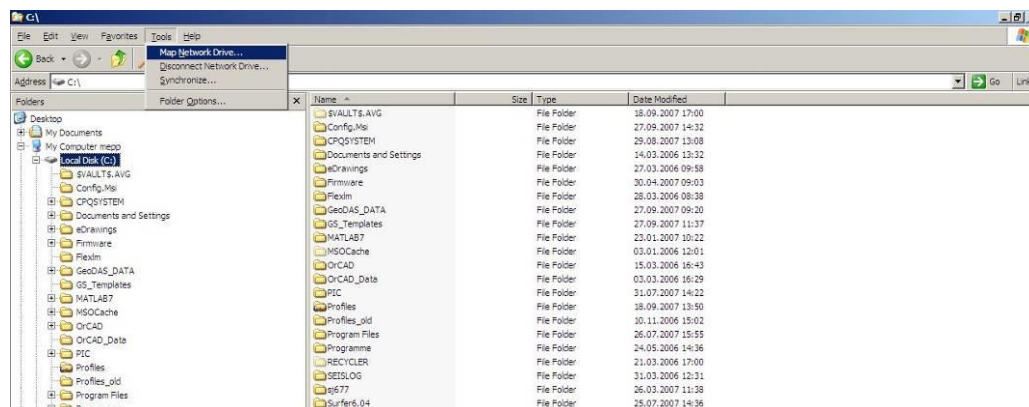 C:\
File Edit View Favorites Tools Help
Back
Map Network Drive...
Disconnect Network Drive...
Synchronize...
Folder Options...
Address C:\ Go Link
Folders
Desktop
My Documents
My Computer mepp
Local Disk (C:)
$VAULT$.AVG
Config.Msi
CPQSYSTEM
Documents and Settings
eDrawings
Firmware
Flexlm
GeoDAS_DATA
GS_Templates
MATLAB7
MSOCache
OrCAD
OrCAD_Data
PIC
Profiles
Profiles_old
Program Files
Name Size Type Date Modified
$VAULT$.AVG File Folder 18.09.2007 17:00
Config.Msi File Folder 27.09.2007 14:32
CPQSYSTEM File Folder 29.08.2007 13:08
Documents and Settings File Folder 14.03.2006 13:32
eDrawings File Folder 27.03.2006 09:58
Firmware File Folder 30.04.2007 09:03
Flexlm File Folder 28.03.2006 08:38
GeoDAS_DATA File Folder 27.09.2007 09:20
GS_Templates File Folder 27.09.2007 11:37
MATLAB7 File Folder 23.01.2007 10:22
MSOCache File Folder 03.01.2006 12:01
OrCAD File Folder 15.03.2006 16:43
OrCAD_Data File Folder 03.03.2006 16:29
PIC File Folder 31.07.2007 14:22
Profiles File Folder 18.09.2007 13:50
Profiles_old File Folder 10.11.2006 15:02
Program Files File Folder 26.07.2007 15:55
Programme File Folder 24.05.2006 14:36
RECYCLER File Folder 21.03.2006 17:00
SEISLOG File Folder 31.03.2006 12:31
sj677 File Folder 26.03.2007 11:38
Surfer6.04 File Folder 25.07.2007 14:36